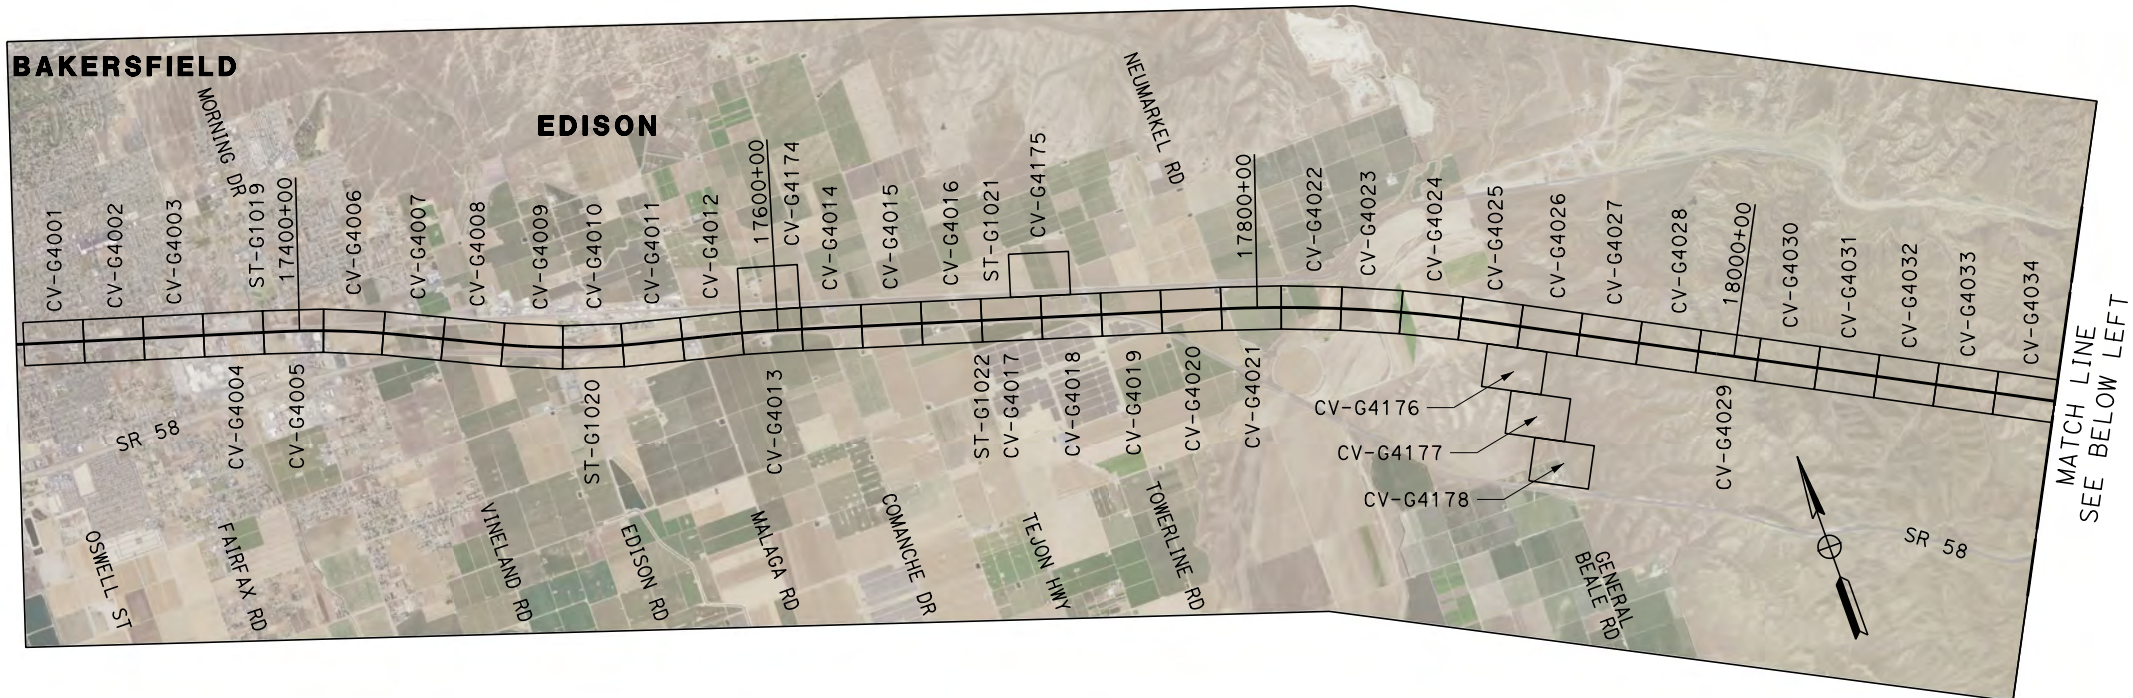 BAKERSFIELD
EDISON
MORNING DR
NEUMARKEL RD
CV-G4001
CV-G4002
CV-G4003
ST-G1019
17400+00
CV-G4006
CV-G4007
CV-G4008
CV-G4009
CV-G4010
CV-G4011
CV-G4012
17600+00
CV-G4174
CV-G4014
CV-G4015
CV-G4016
ST-G1021
CV-G4175
17800+00
CV-G4022
CV-G4023
CV-G4024
CV-G4025
CV-G4026
CV-G4027
CV-G4028
18000+00
CV-G4030
CV-G4031
CV-G4032
CV-G4033
CV-G4034
MATCH LINE
SEE BELOW LEFT
SR 58
CV-G4004
CV-G4005
ST-G1020
CV-G4013
ST-G1022
CV-G4017
CV-G4018
CV-G4019
CV-G4020
CV-G4021
CV-G4176
CV-G4177
CV-G4178
CV-G4029
SR 58
OSWELL ST
FAIRFAX RD
VINELAND RD
EDISON RD
MALAGA RD
COMANCHE DR
TEJON HWY
TOWERLINE RD
GENERAL
BEALE RD